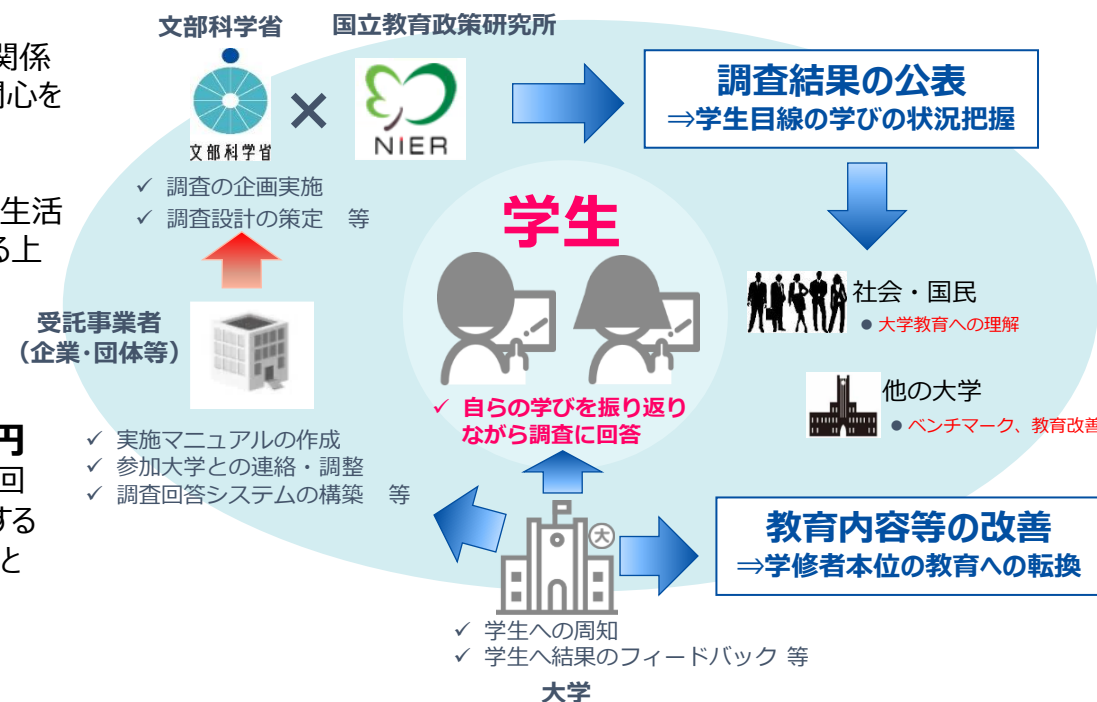 文部科学省
国立教育政策研究所
関係
心を
文部科学省
×
NIER
調査結果の公表
⇒学生目線の学びの状況把握
✓ 調査の企画実施
✓ 調査設計の策定 等
生活
る上
学生
受託事業者
（企業・団体等）
社会・国民
● 大学教育への理解
他の大学
● ベンチマーク、教育改善
✓ 自らの学びを振り返り
ながら調査に回答
円
回
する
と
✓ 実施マニュアルの作成
✓ 参加大学との連絡・調整
✓ 調査回答システムの構築 等
大
教育内容等の改善
⇒学修者本位の教育への転換
✓ 学生への周知
✓ 学生へ結果のフィードバック 等
大学